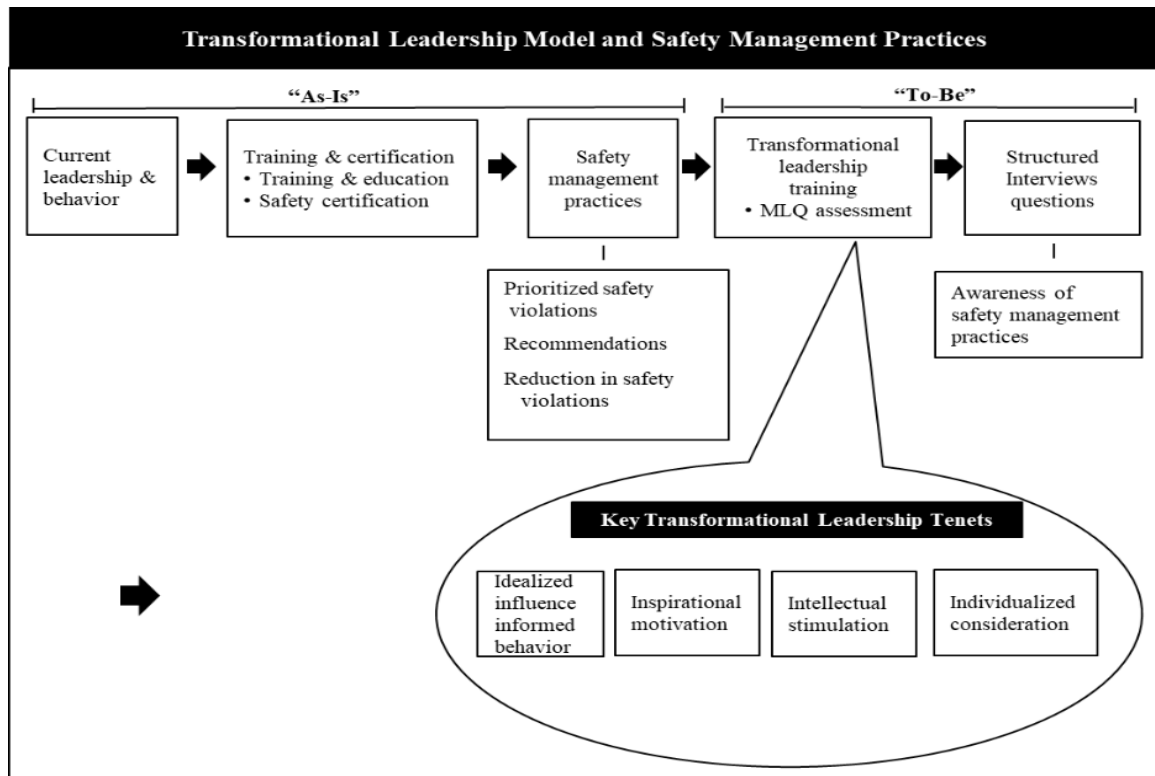 Transformational Leadership Model and Safety Management Practices
“As-Is”
“To-Be”
Current
leadership &
behavior
Training & certification
• Training & education
• Safety certification
Safety
management
practices
Transformational
leadership
training
• MLQ assessment
Structured
Interviews
questions
Prioritized safety
violations
Recommendations
Reduction in safety
violations
Awareness of
safety management
practices
Key Transformational Leadership Tenets
Idealized
influence
informed
behavior
Inspirational
motivation
Intellectual
stimulation
Individualized
consideration